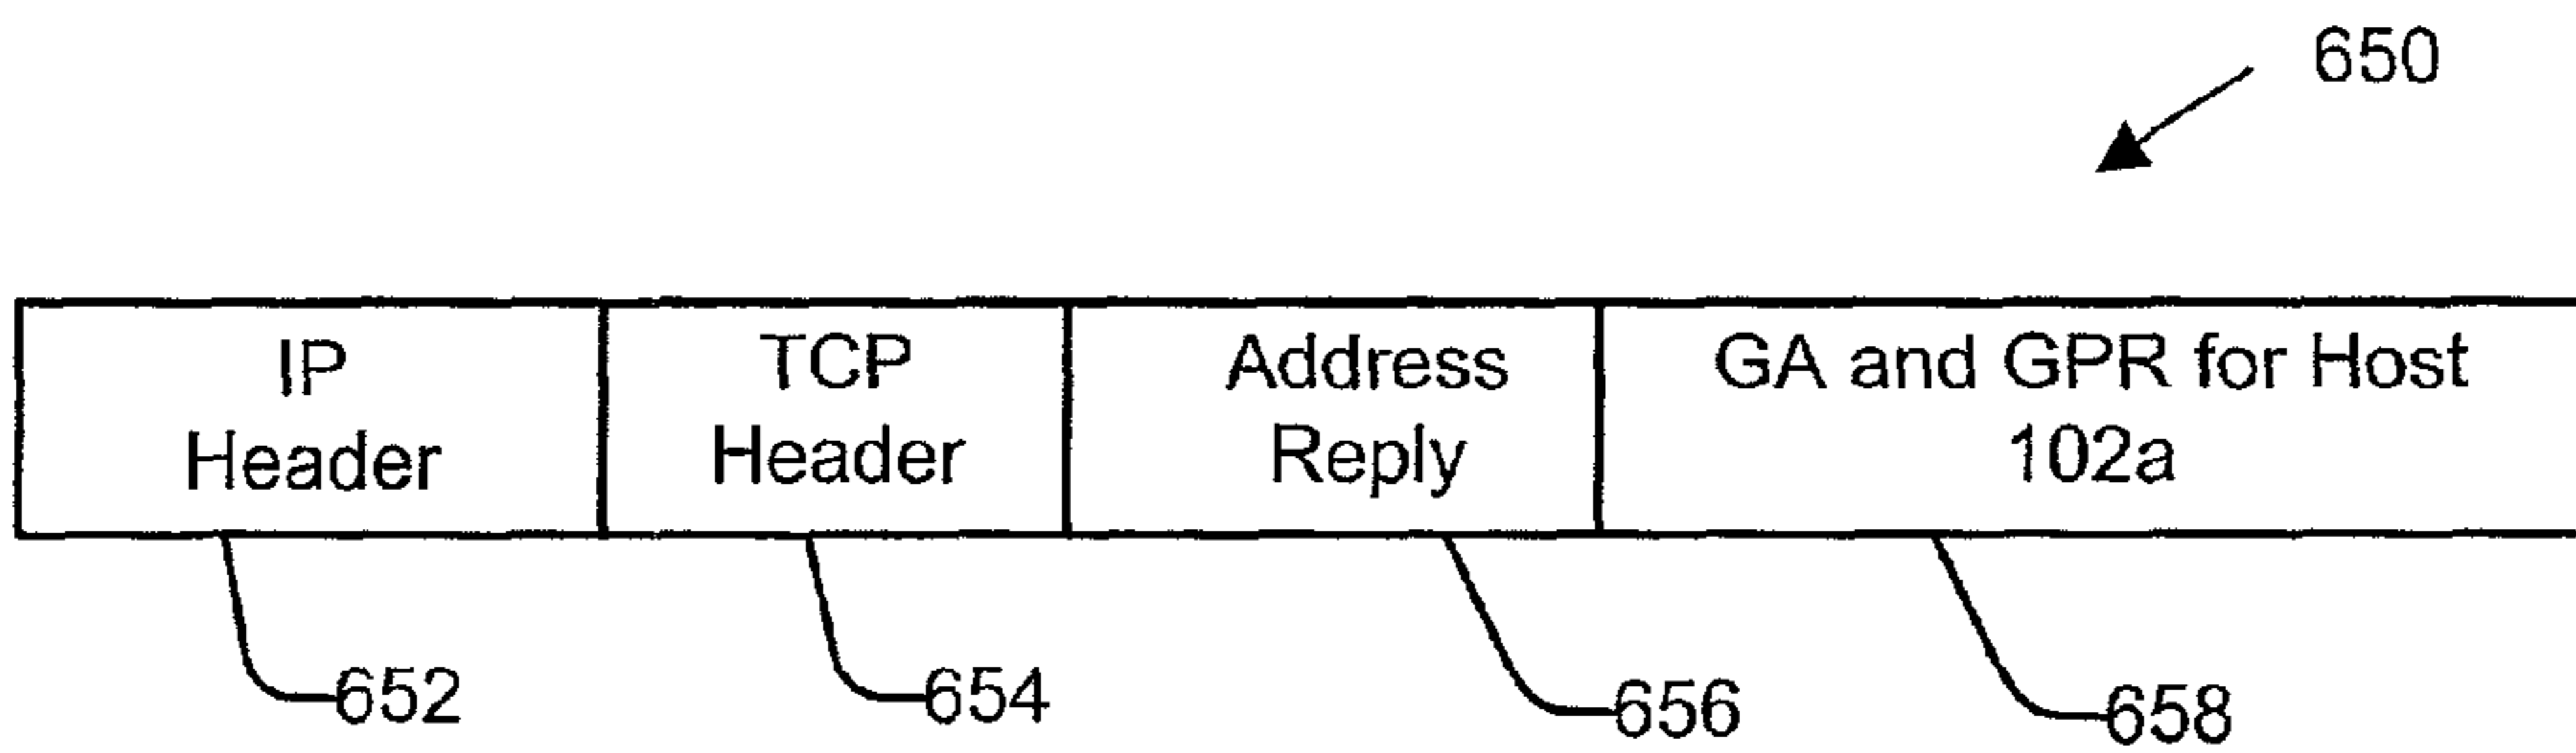 650
IP
Header
TCP
Header
Address
Reply
GA and GPR for Host
102a
652
654
656
658